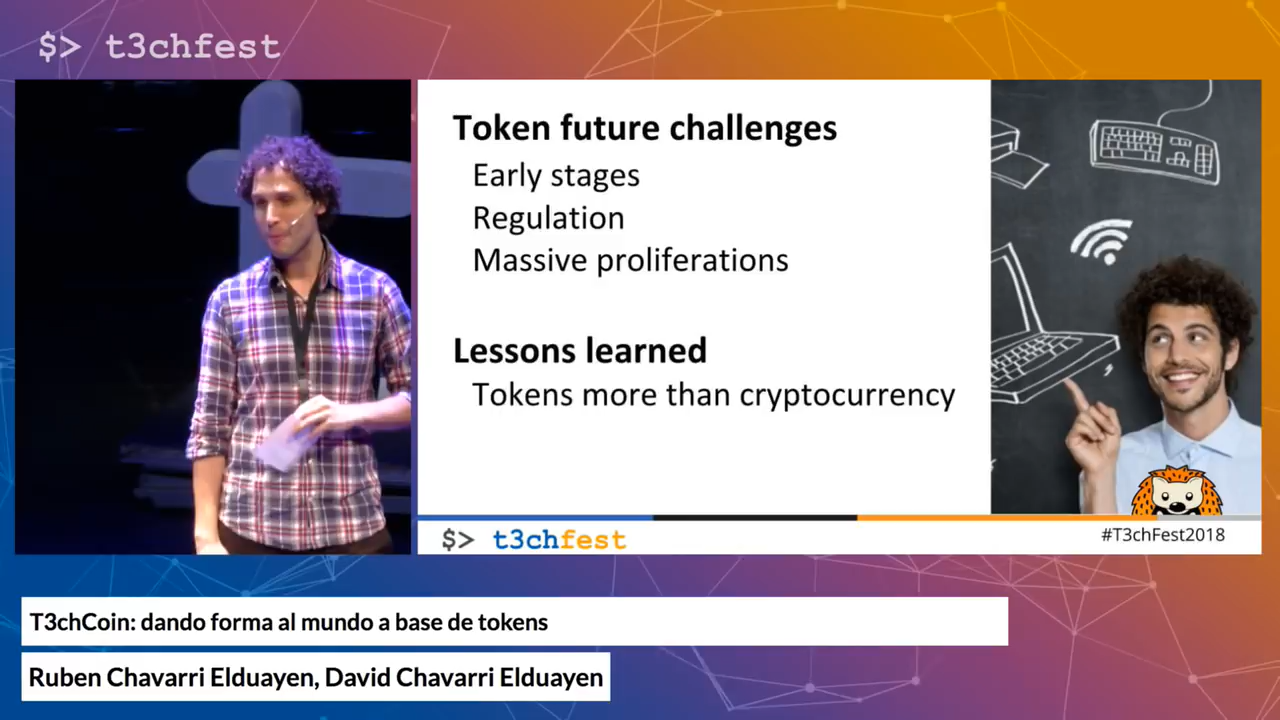 $> t3chfest
Token future challenges
Early stages
Regulation
Massive proliferations
Lessons learned
Tokens more than cryptocurrency
$> t3chfest
#T3chFest2018
T3chCoin: dando forma al mundo a base de tokens
Ruben Chavarri Elduayen, David Chavarri Elduayen